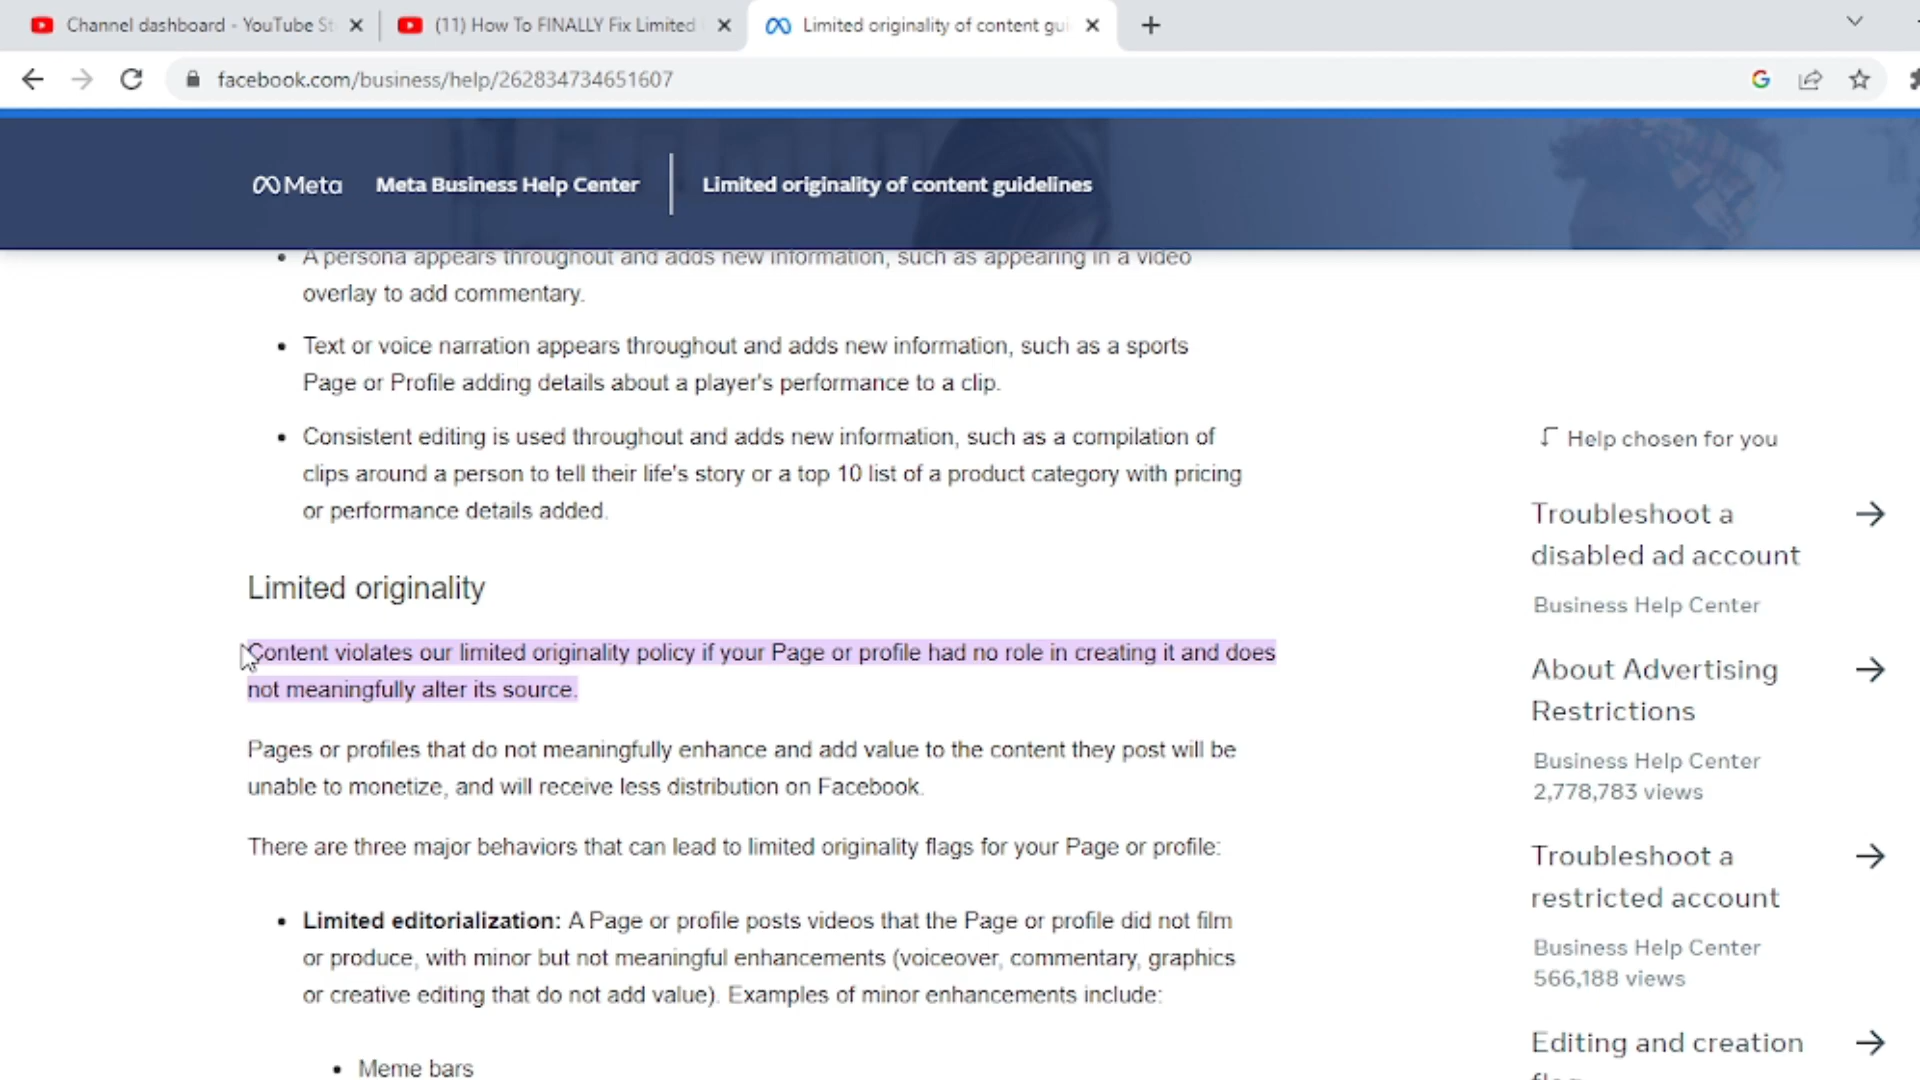 Channel dashboard - YouTube St
(11) How To FINALLY Fix Limited
Limited originality of content gui
facebook.com/business/help/262834734651607
Meta
Meta Business Help Center
Limited originality of content guidelines
• A persona appears throughout and adds new information, such as appearing in a video
overlay to add commentary.
• Text or voice narration appears throughout and adds new information, such as a sports
Page or Profile adding details about a player's performance to a clip.
• Consistent editing is used throughout and adds new information, such as a compilation of
clips around a person to tell their life's story or a top 10 list of a product category with pricing
or performance details added.
Limited originality
Content violates our limited originality policy if your Page or profile had no role in creating it and does
not meaningfully alter its source.
Pages or profiles that do not meaningfully enhance and add value to the content they post will be
unable to monetize, and will receive less distribution on Facebook.
There are three major behaviors that can lead to limited originality flags for your Page or profile:
• Limited editorialization: A Page or profile posts videos that the Page or profile did not film
or produce, with minor but not meaningful enhancements (voiceover, commentary, graphics
or creative editing that do not add value). Examples of minor enhancements include:
• Meme bars
Help chosen for you
Troubleshoot a
disabled ad account
Business Help Center
About Advertising
Restrictions
Business Help Center
2,778,783 views
Troubleshoot a
restricted account
Business Help Center
566,188 views
Editing and creation